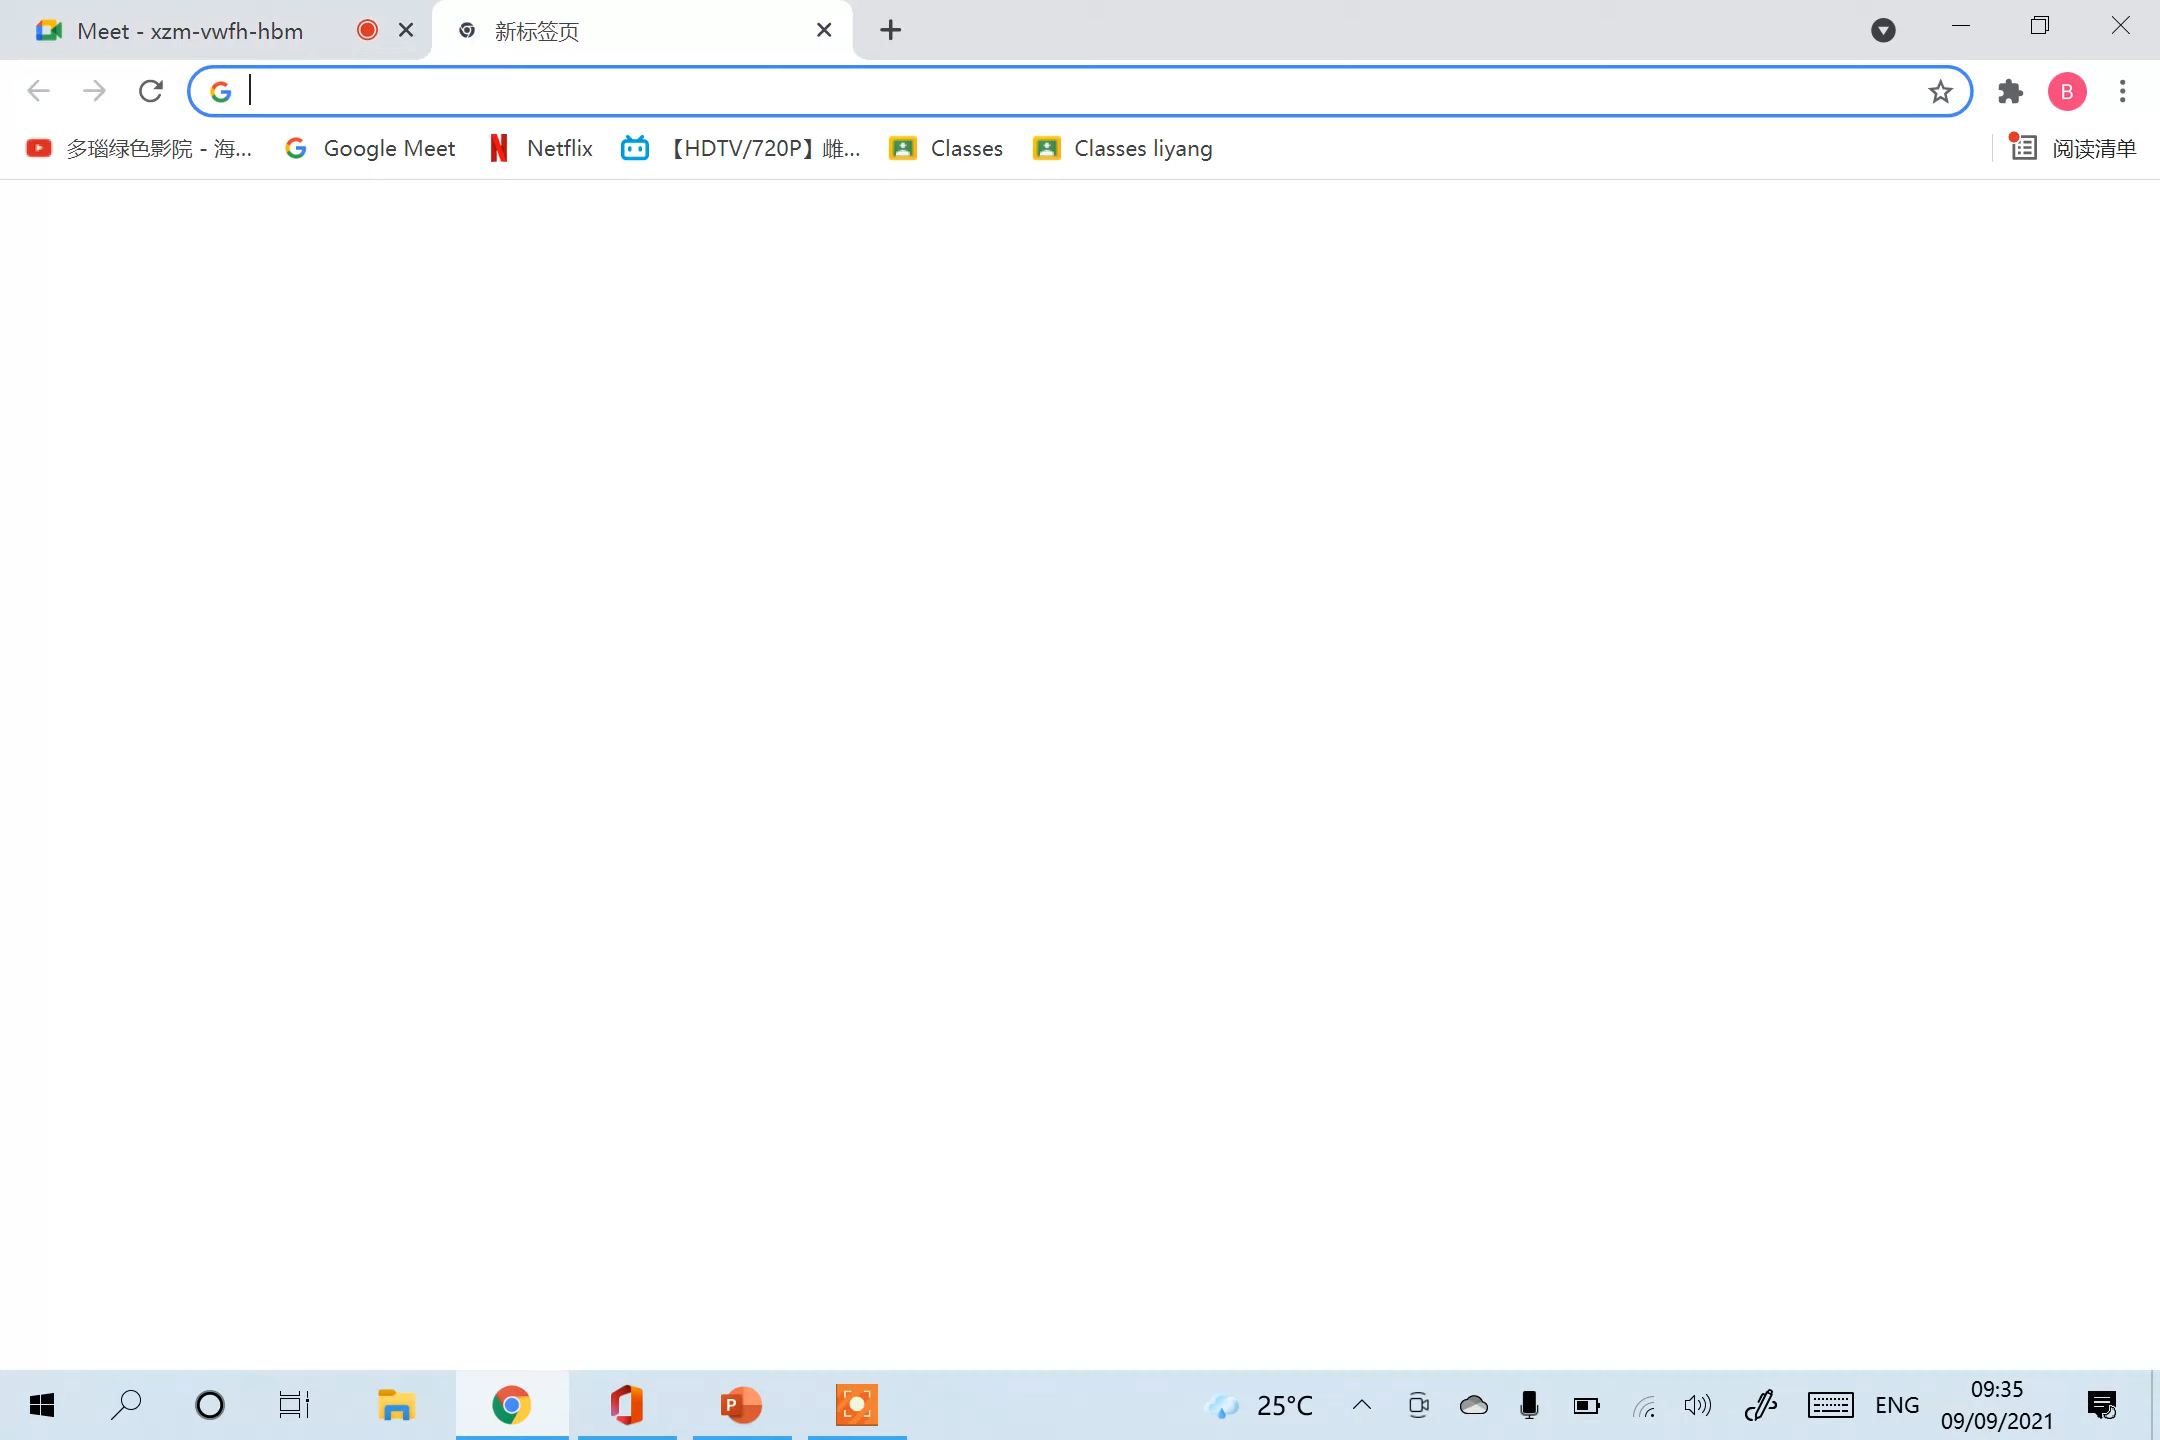 Meet - xzm-vwfh-hbm
新标签页
B
多瑙绿色影院 - 海...
Google Meet
Netflix
【HDTV/720P】雌...
Classes
Classes liyang
阅读清单
25°C
ENG
09:35
09/09/2021